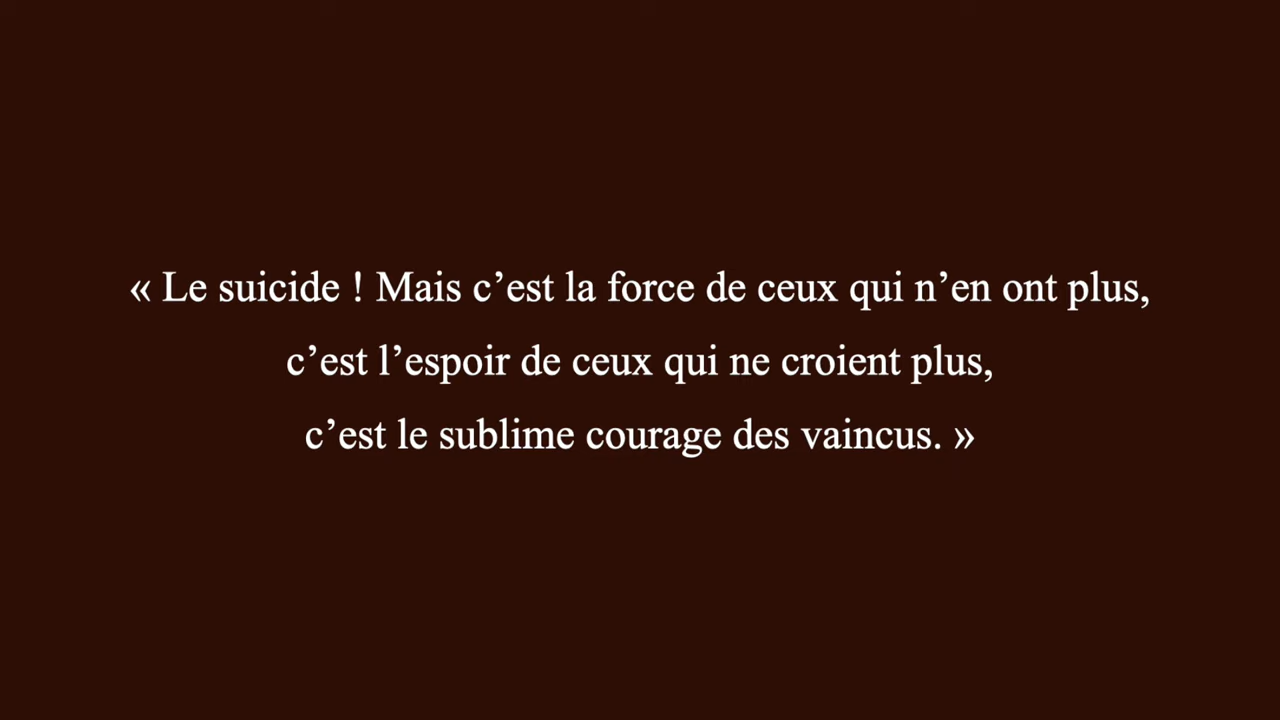 « Le suicide ! Mais c’est la force de ceux qui n’en ont plus,
c’est l’espoir de ceux qui ne croient plus,
c’est le sublime courage des vaincus. »